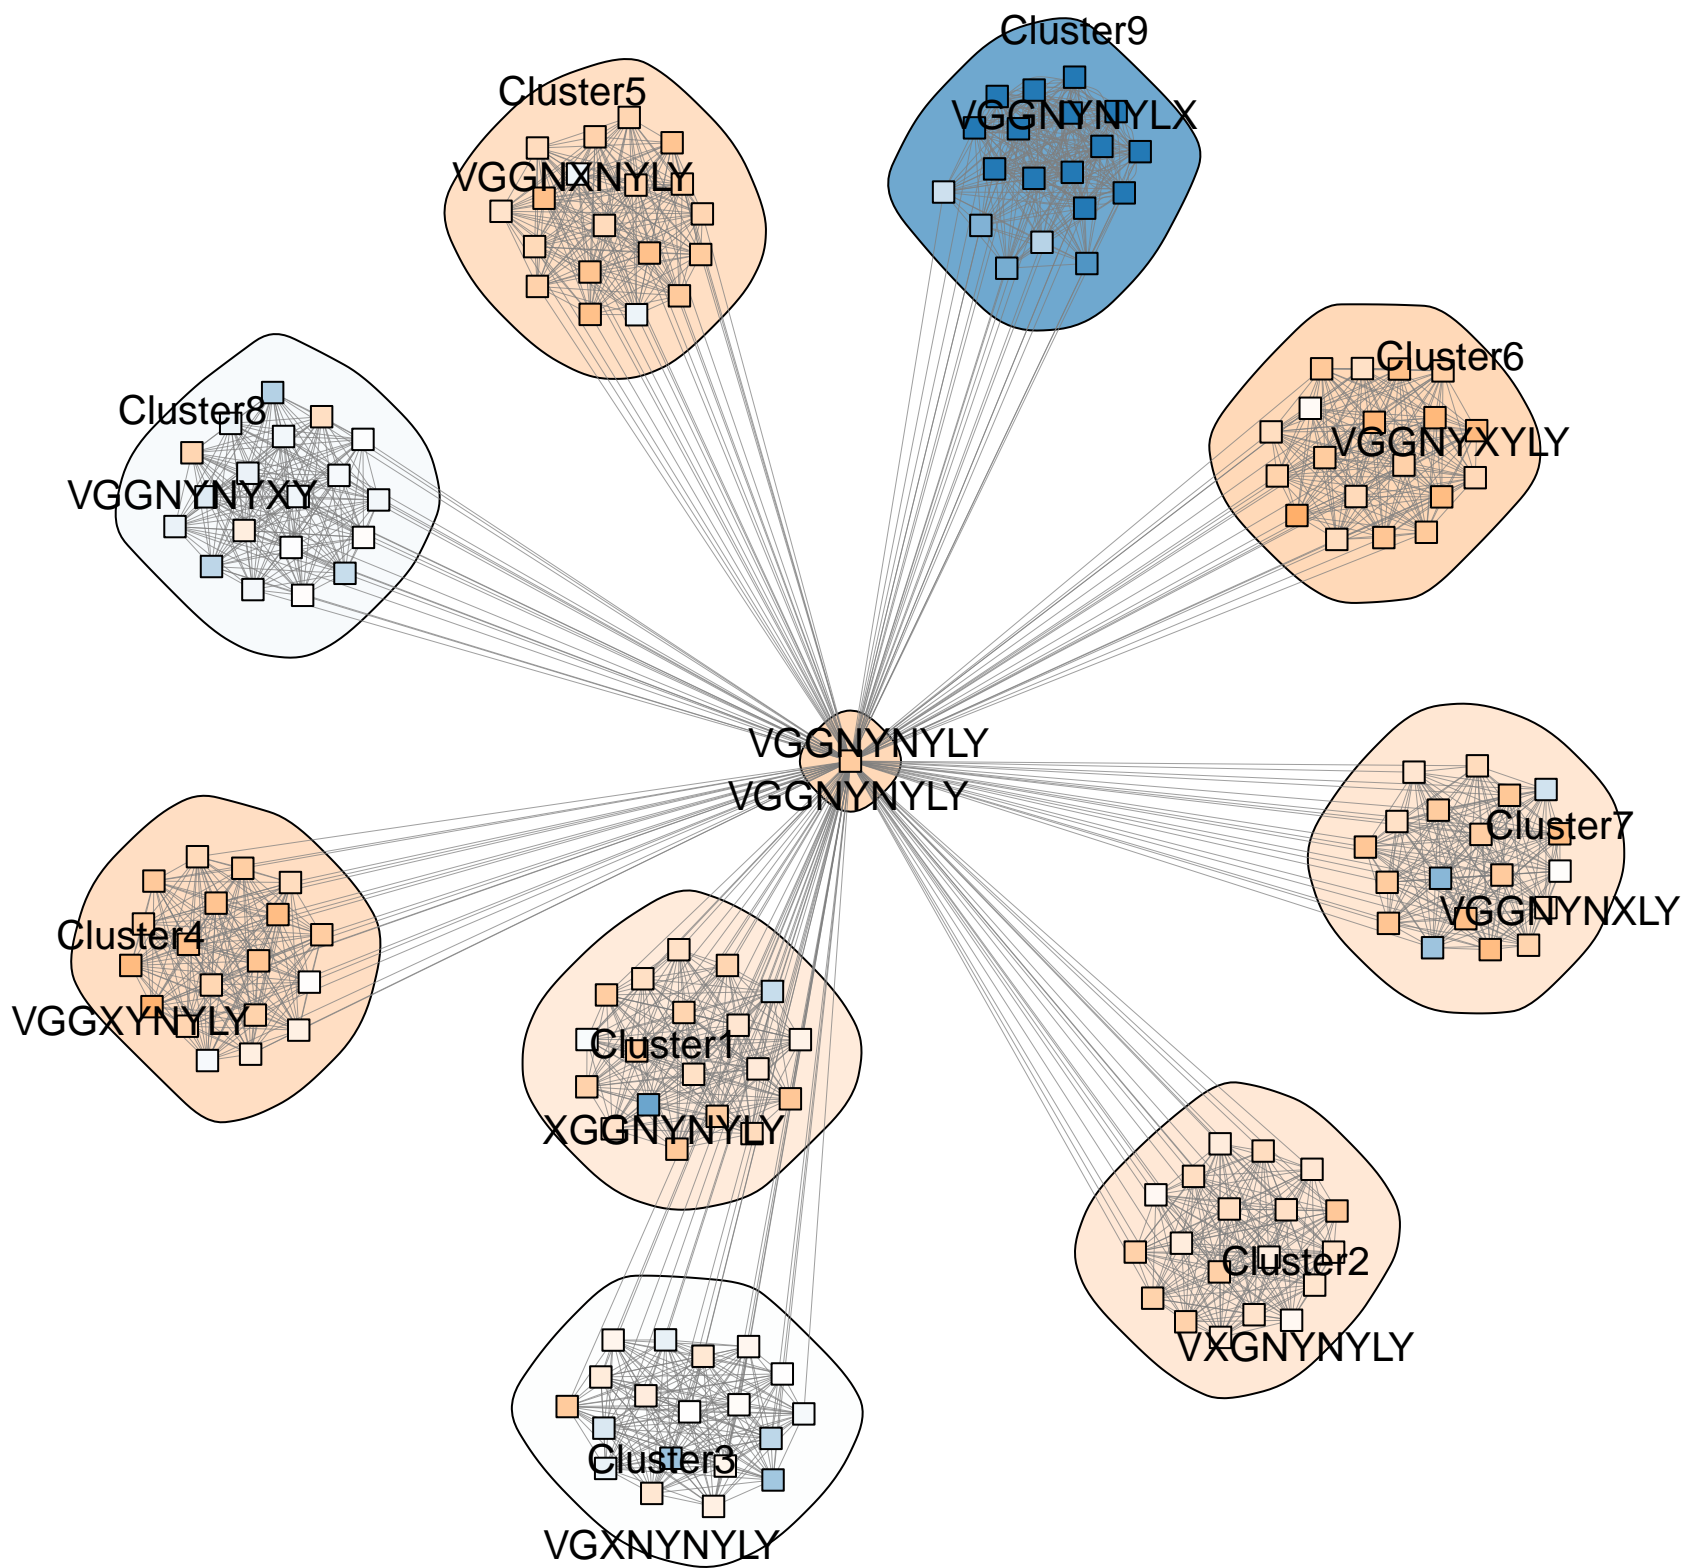 Cluster9
Cluster5
VGGNYNYLX
VGGNXNYLY
Cluster6
Cluster8
VGGNYXYLY
VGGNYNYXY
VGGNYNYLY
VGGNYNYLY
Cluster7
VGGNYNXLY
Cluster4
VGGXYNYLY
Cluster1
XGGNYNYLY
Cluster2
VXGNYNYLY
Cluster3
VGXNYNYLY